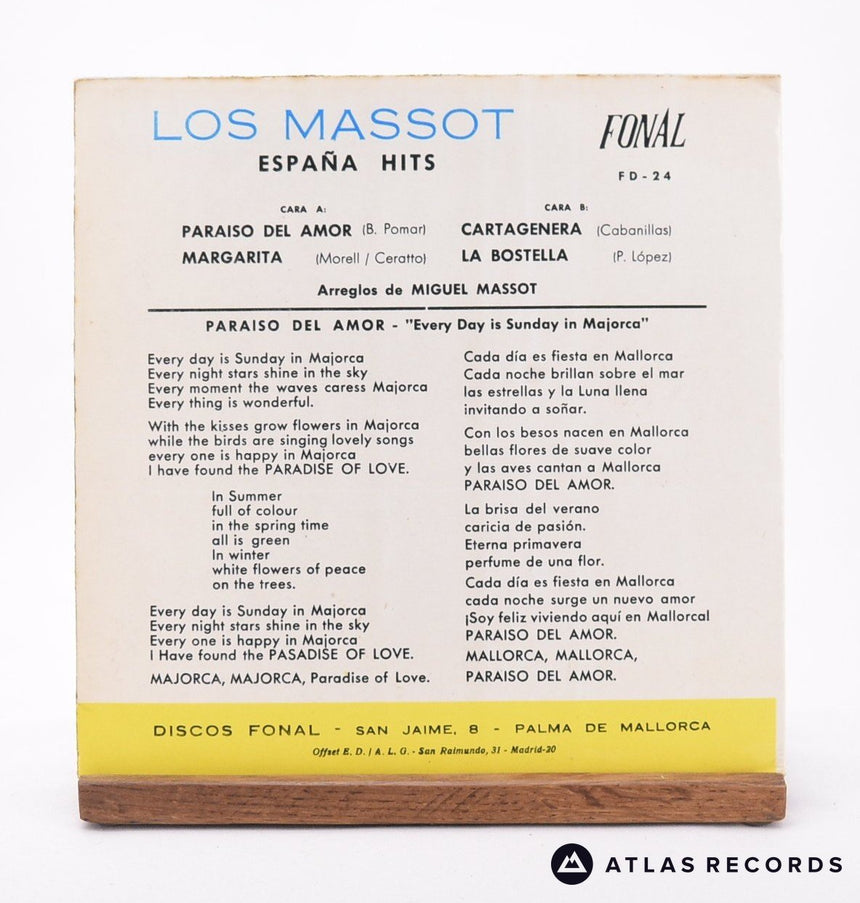 LOS MASSOT
ESPAÑA HITS
FONAL
FD-24
CARA A:
PARAISO DEL AMOR (B. Pomar)
MARGARITA (Morell / Ceratto)
CARA B:
CARTAGENERA (Cabanillas)
LA BOSTELLA (P. López)
Arreglos de MIGUEL MASSOT
PARAISO DEL AMOR - "Every Day is Sunday in Majorca"
Every day is Sunday in Majorca
Every night stars shine in the sky
Every moment the waves caress Majorca
Every thing is wonderful.
With the kisses grow flowers in Majorca
while the birds are singing lovely songs
every one is happy in Majorca
I have found the PARADISE OF LOVE.
In Summer
full of colour
in the spring time
all is green
In winter
white flowers of peace
on the trees.
Every day is Sunday in Majorca
Every night stars shine in the sky
Every one is happy in Majorca
I Have found the PASADISE OF LOVE.
MAJORCA, MAJORCA, Paradise of Love.
Cada día es fiesta en Mallorca
Cada noche brillan sobre el mar
las estrellas y la Luna llena
invitando a soñar.
Con los besos nacen en Mallorca
bellas flores de suave color
y las aves cantan a Mallorca
PARAISO DEL AMOR.
La brisa del verano
caricia de pasión.
Eterna primavera
perfume de una flor.
Cada día es fiesta en Mallorca
cada noche surge un nuevo amor
¡Soy feliz viviendo aquí en Mallorca!
PARAISO DEL AMOR.
MALLORCA, MALLORCA,
PARAISO DEL AMOR.
DISCOS FONAL - SAN JAIME, 8 - PALMA DE MALLORCA
Offset E. D. / A. L. G. - San Raimundo, 31 - Madrid-20
ATLAS RECORDS